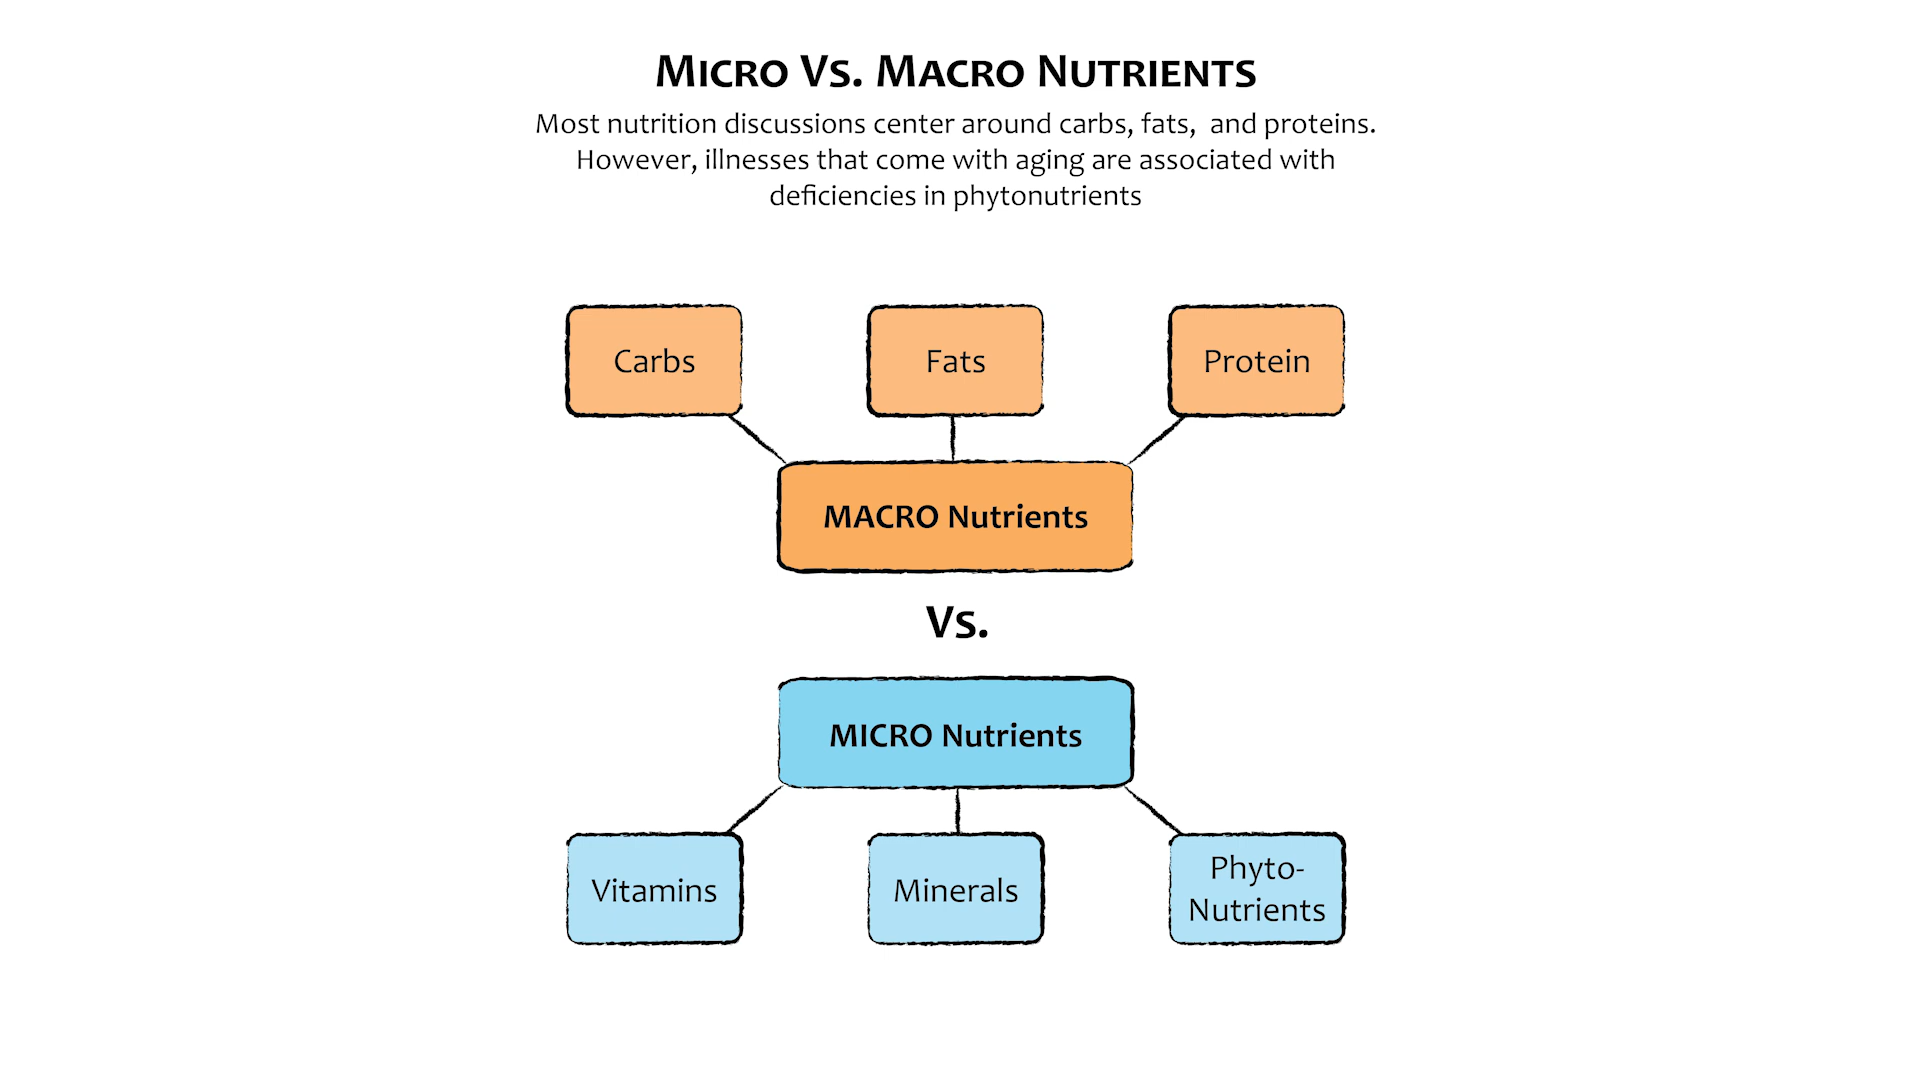 Micro Vs. Macro Nutrients
Most nutrition discussions center around carbs, fats,  and proteins.
However, illnesses that come with aging are associated with
deficiencies in phytonutrients
Carbs
Fats
Protein
MACRO Nutrients
Vs.
MICRO Nutrients
Vitamins
Minerals
Phyto-
Nutrients